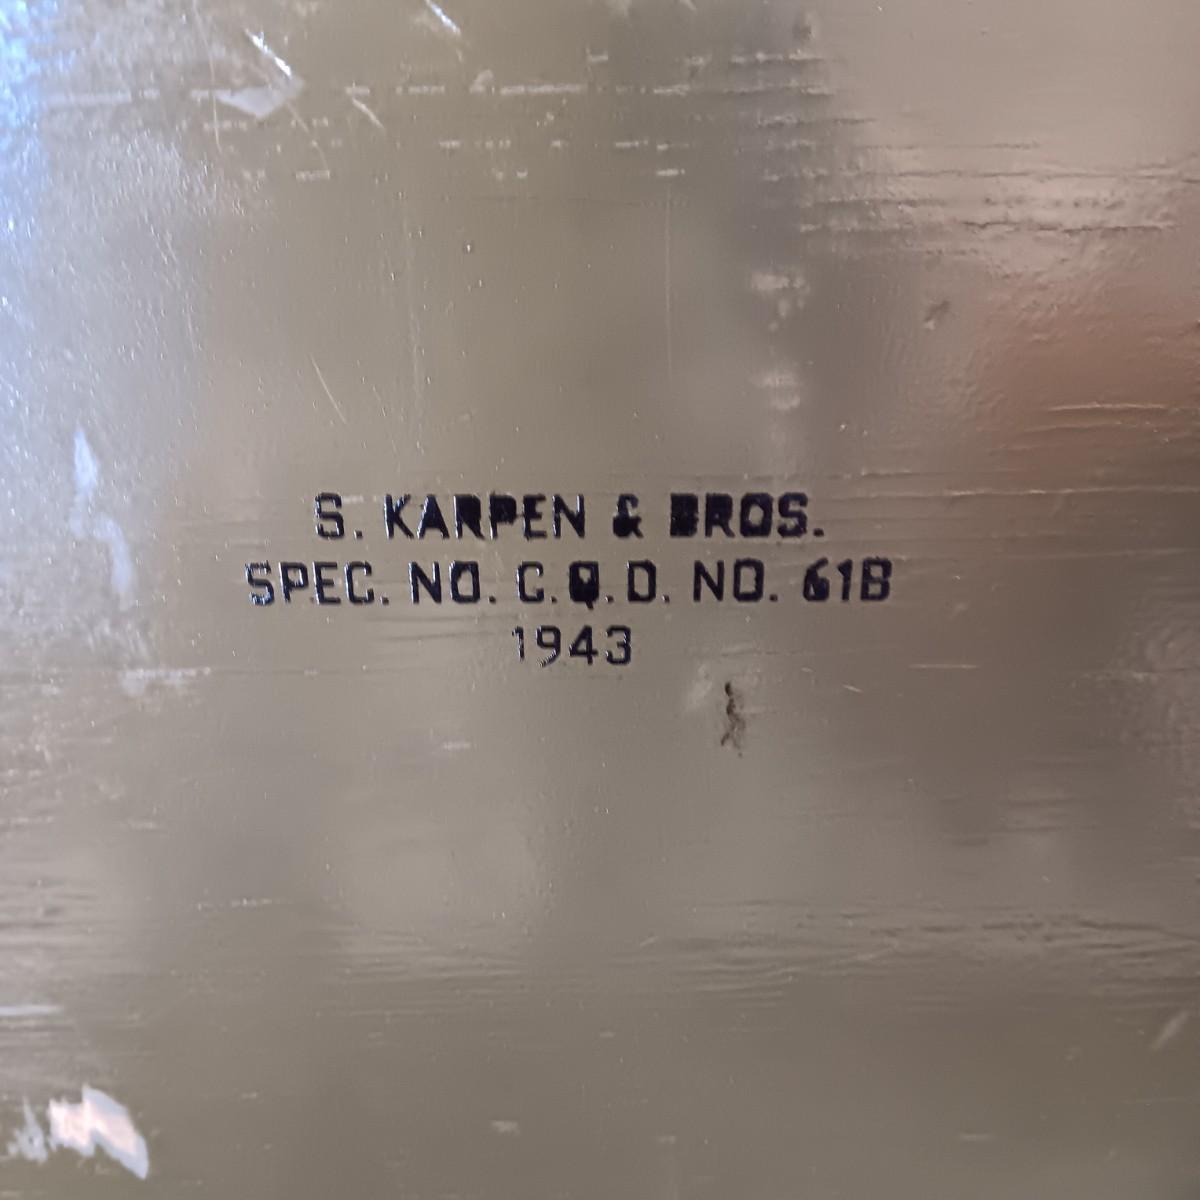 S. KARPEN & BROS.
SPEC. NO. C.Q.D. NO. 61B
1943